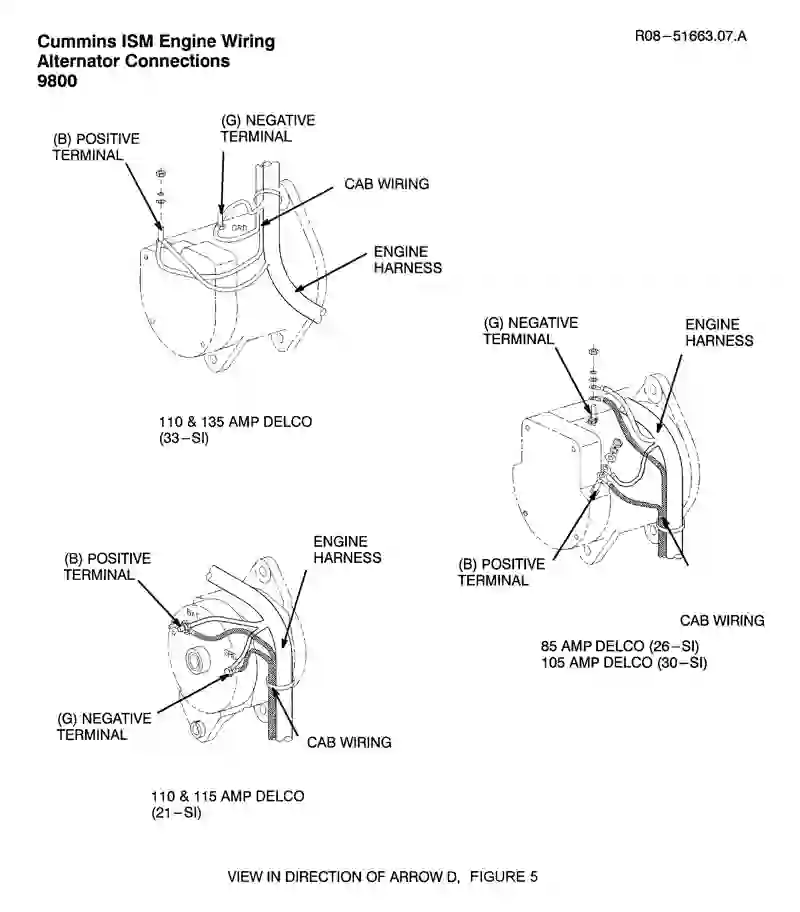 Cummins ISM Engine Wiring
Alternator Connections
9800
R08-51663.07.A
(B) POSITIVE
TERMINAL
(G) NEGATIVE
TERMINAL
CAB WIRING
GRD
ENGINE
HARNESS
110 & 135 AMP DELCO
(33-SI)
(G) NEGATIVE
TERMINAL
ENGINE
HARNESS
(B) POSITIVE
TERMINAL
CAB WIRING
85 AMP DELCO (26-SI)
105 AMP DELCO (30-SI)
(B) POSITIVE
TERMINAL
ENGINE
HARNESS
BAT
(G) NEGATIVE
TERMINAL
CAB WIRING
110 & 115 AMP DELCO
(21-SI)
VIEW IN DIRECTION OF ARROW D, FIGURE 5